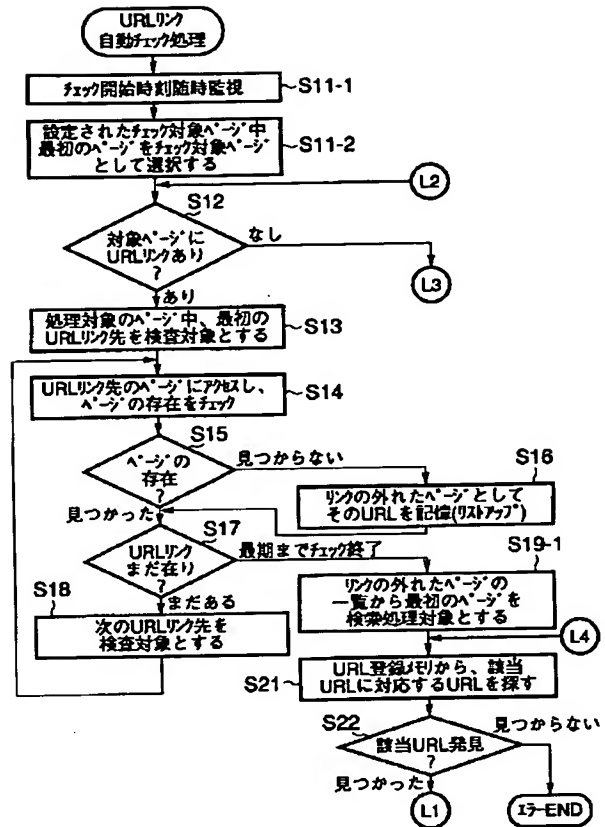 URLリンク
自動チェック処理
チェック開始時刻随時監視
S11-1
設定されたチェック対象ページ中
最初のページをチェック対象ページ
として選択する
S11-2
L2
S12
対象ページに
URLリンクあり
?
なし
L3
あり
処理対象のページ中、最初の
URLリンク先を検査対象とする
S13
URLリンク先のページにアクセスし、
ページの存在をチェック
S14
S15
ページの
存在
?
見つからない
S16
リンクの外れたページとして
そのURLを記憶(リストアップ)
見つかった
S17
URLリンク
まだ在り
?
最期までチェック終了
S19-1
リンクの外れたページの
一覧から最初のページを
検索処理対象とする
まだある
S18
次のURLリンク先を
検査対象とする
L4
URL登録メモリから、該当
URLに対応するURLを探す
S21
S22
該当URL発見
?
見つからない
見つかった
L1
エラーEND